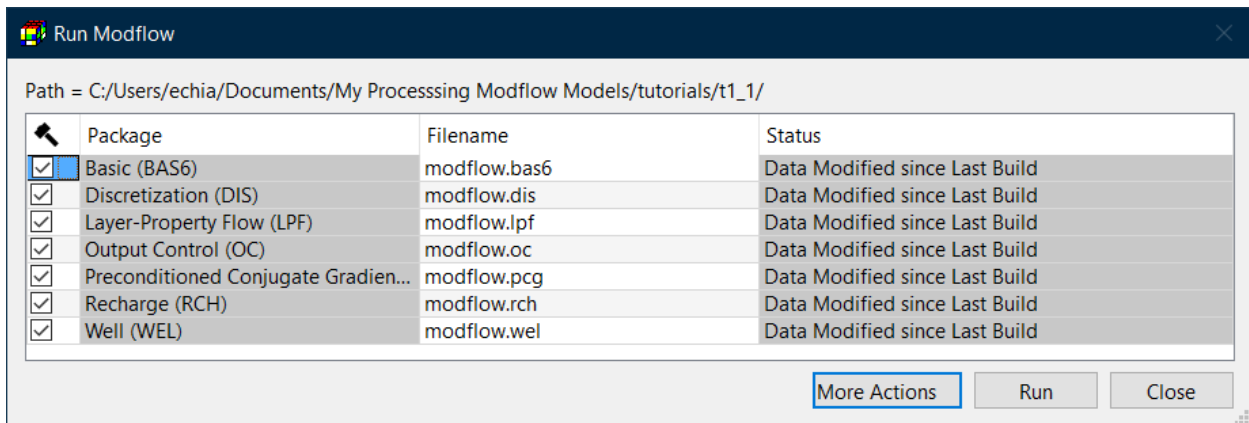 Run Modflow
Path = C:/Users/echia/Documents/My Processsing Modflow Models/tutorials/t1_1/
Package Filename Status
Basic (BAS6) modflow.bas6 Data Modified since Last Build
Discretization (DIS) modflow.dis Data Modified since Last Build
Layer-Property Flow (LPF) modflow.lpf Data Modified since Last Build
Output Control (OC) modflow.oc Data Modified since Last Build
Preconditioned Conjugate Gradien... modflow.pcg Data Modified since Last Build
Recharge (RCH) modflow.rch Data Modified since Last Build
Well (WEL) modflow.wel Data Modified since Last Build
More Actions Run Close